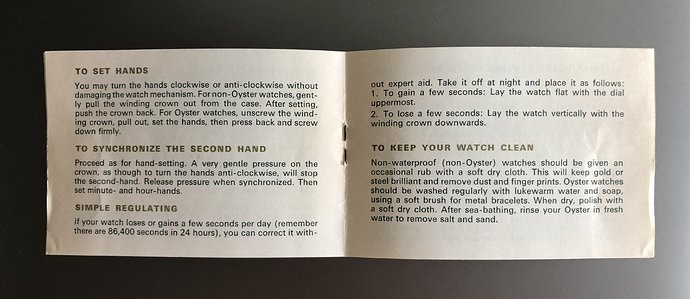 TO SET HANDS
You may turn the hands clockwise or anti-clockwise without
damaging the watch mechanism. For non-Oyster watches, gent-
ly pull the winding crown out from the case. After setting,
push the crown back. For Oyster watches, unscrew the wind-
ing crown, pull out, set the hands, then press back and screw
down firmly.
TO SYNCHRONIZE THE SECOND HAND
Proceed as for hand-setting. A very gentle pressure on the
crown, as though to turn the hands anti-clockwise, will stop
the second-hand. Release pressure when synchronized. Then
set minute- and hour-hands.
SIMPLE REGULATING
If your watch loses or gains a few seconds per day (remember
there are 86,400 seconds in 24 hours), you can correct it with-
out expert aid. Take it off at night and place it as follows:
1. To gain a few seconds: Lay the watch flat with the dial
uppermost.
2. To lose a few seconds: Lay the watch vertically with the
winding crown downwards.
TO KEEP YOUR WATCH CLEAN
Non-waterproof (non-Oyster) watches should be given an
occasional rub with a soft dry cloth. This will keep gold or
steel brilliant and remove dust and finger prints. Oyster watches
should be washed regularly with lukewarm water and soap,
using a soft brush for metal bracelets. When dry, polish with
a soft dry cloth. After sea-bathing, rinse your Oyster in fresh
water to remove salt and sand.